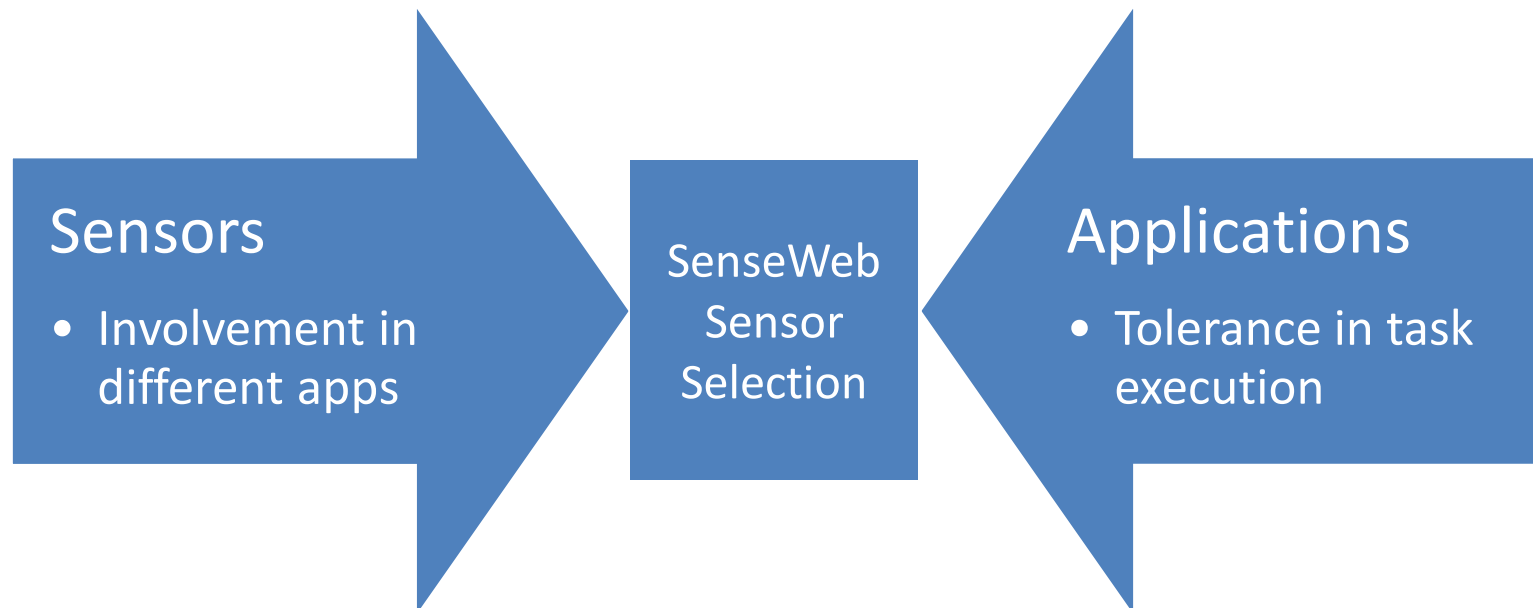 Sensors
• Involvement in
different apps
SenseWeb
Sensor
Selection
Applications
• Tolerance in task
execution